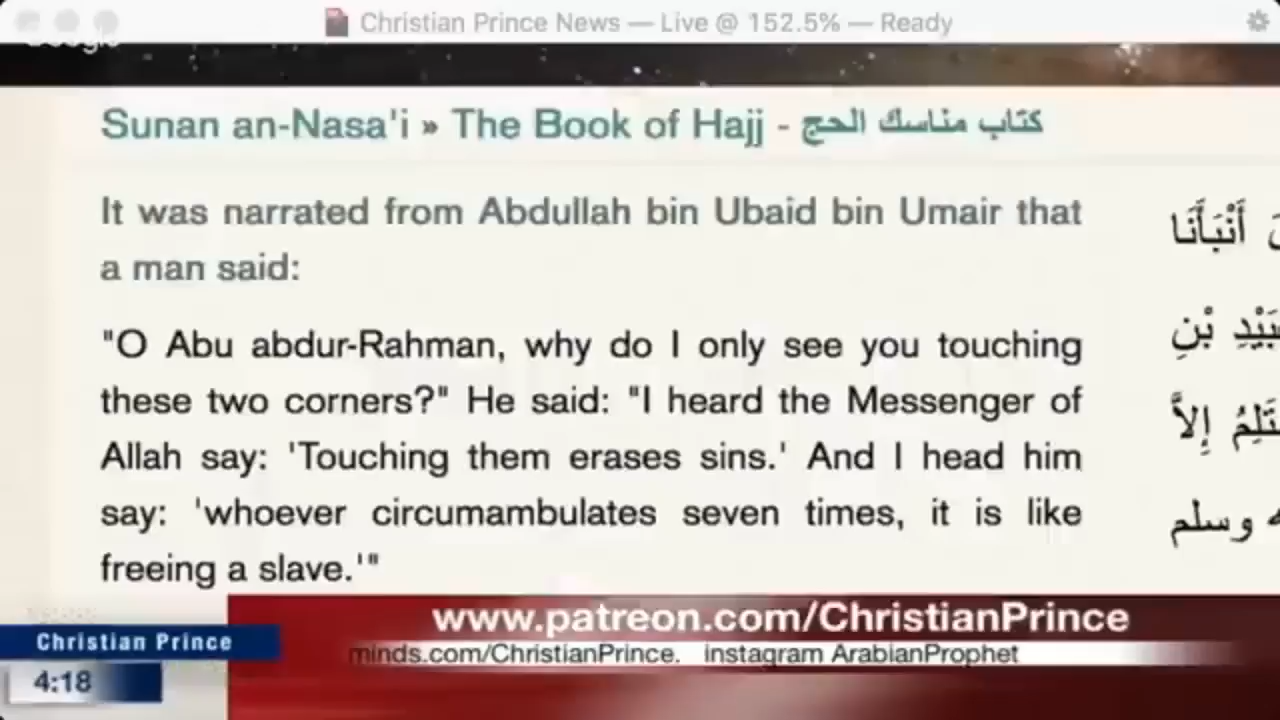 Christian Prince News — Live @ 152.5% — Ready
Google
Sunan an-Nasa'i » The Book of Hajj - كتاب مناسك الحج
It was narrated from Abdullah bin Ubaid bin Umair that
a man said:
"O Abu abdur-Rahman, why do I only see you touching
these two corners?" He said: "I heard the Messenger of
Allah say: 'Touching them erases sins.' And I head him
say: 'whoever circumambulates seven times, it is like
freeing a slave.'"
أَنْبَأَنَا
بْنِ
إِلاَّ
وسلم
www.patreon.com/ChristianPrince
Christian Prince
minds.com/ChristianPrince. instagram ArabianProphet
4:18